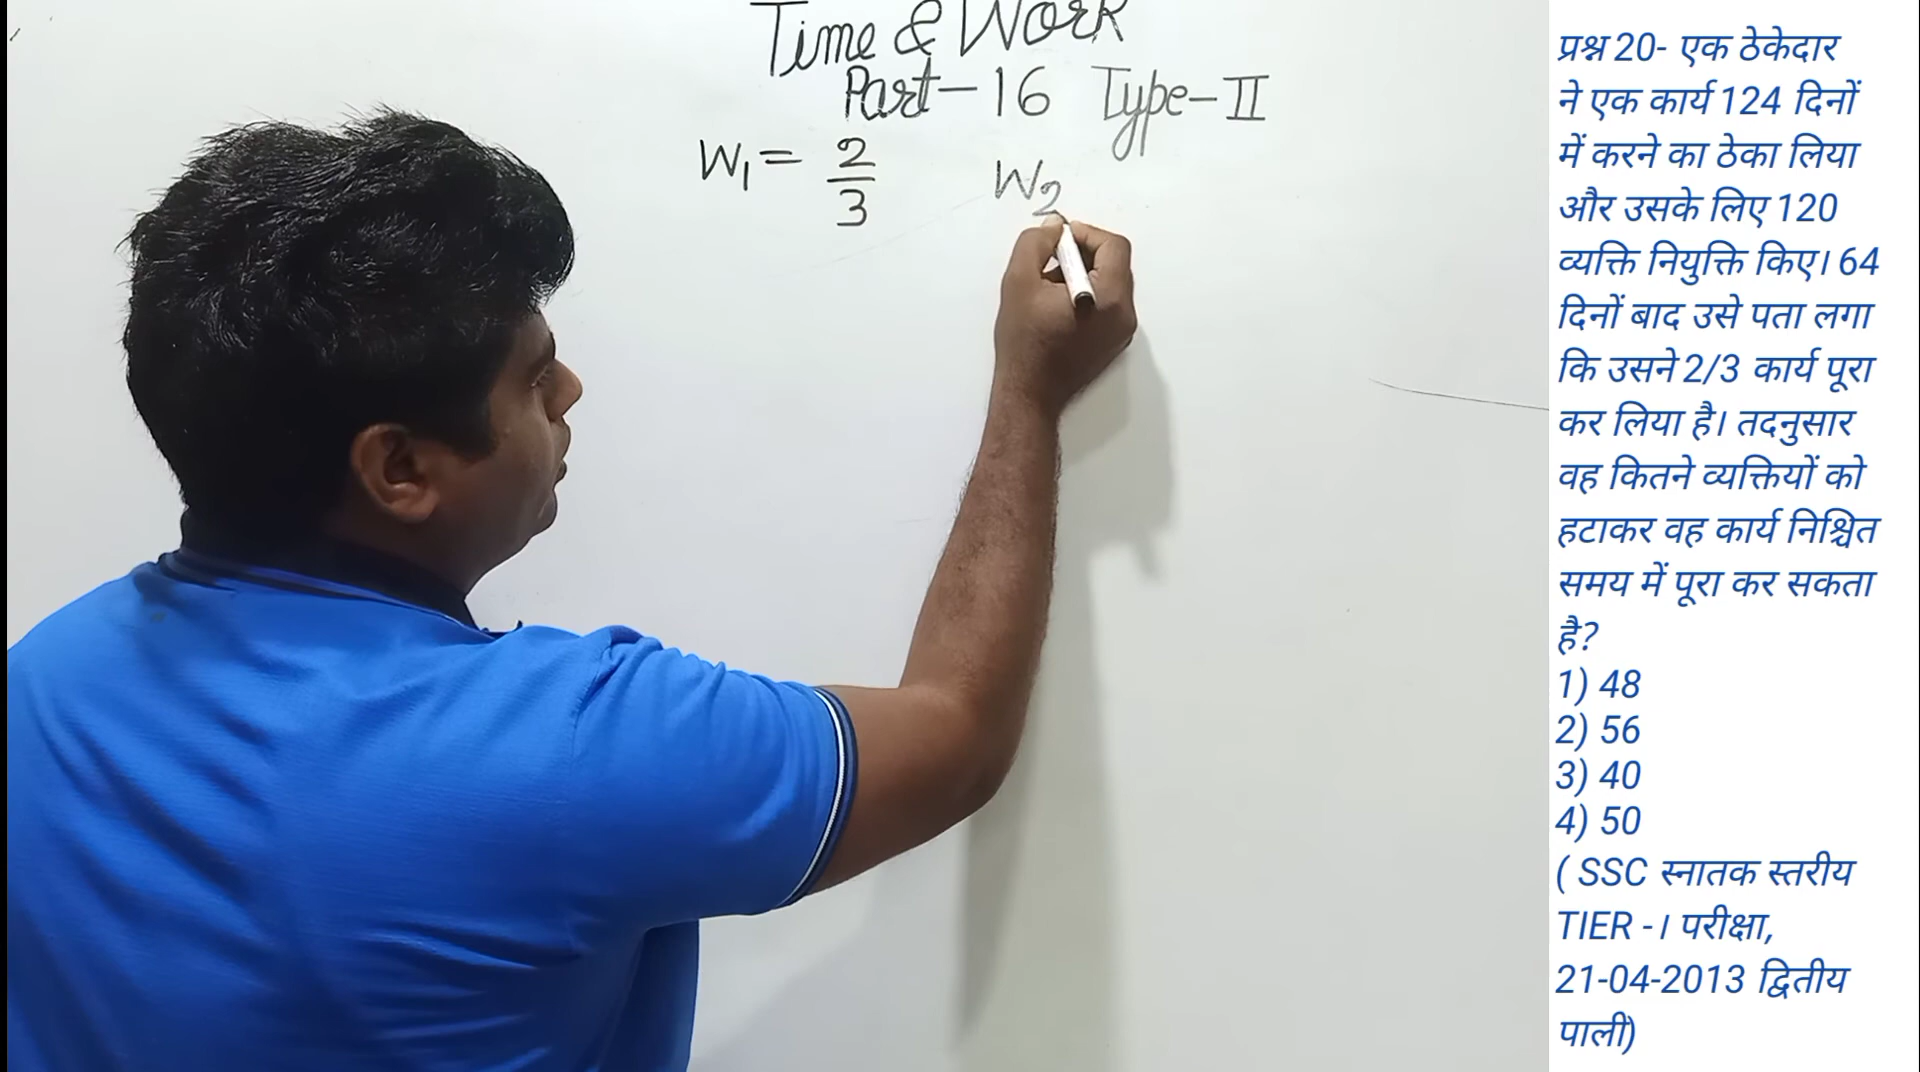 Time & Work
Part-16 Type-II
W₁ = 2/3
W₂
प्रश्न 20- एक ठेकेदार
ने एक कार्य 124 दिनों
में करने का ठेका लिया
और उसके लिए 120
व्यक्ति नियुक्ति किए। 64
दिनों बाद उसे पता लगा
कि उसने 2/3 कार्य पूरा
कर लिया है। तदनुसार
वह कितने व्यक्तियों को
हटाकर वह कार्य निश्चित
समय में पूरा कर सकता
है?
1) 48
2) 56
3) 40
4) 50
( SSC स्नातक स्तरीय
TIER -। परीक्षा,
21-04-2013 द्वितीय
पाली)